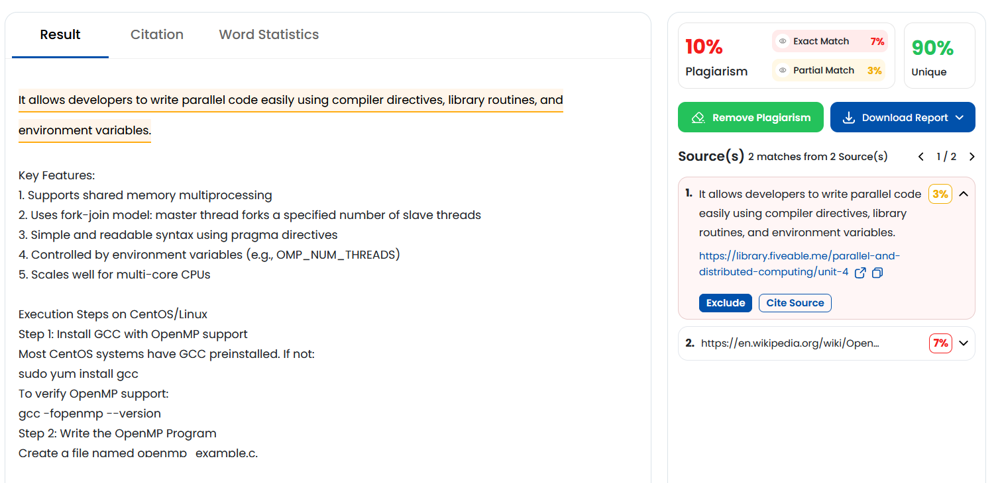 Result
Citation
Word Statistics
It allows developers to write parallel code easily using compiler directives, library routines, and
environment variables.
Key Features:
1. Supports shared memory multiprocessing
2. Uses fork-join model: master thread forks a specified number of slave threads
3. Simple and readable syntax using pragma directives
4. Controlled by environment variables (e.g., OMP_NUM_THREADS)
5. Scales well for multi-core CPUs
Execution Steps on CentOS/Linux
Step 1: Install GCC with OpenMP support
Most CentOS systems have GCC preinstalled. If not:
sudo yum install gcc
To verify OpenMP support:
gcc -fopenmp --version
Step 2: Write the OpenMP Program
Create a file named openmp_example.c.
10%
Plagiarism
Exact Match 7%
Partial Match 3%
90%
Unique
Remove Plagiarism
Download Report
Source(s) 2 matches from 2 Source(s)
1 / 2
1. It allows developers to write parallel code 3%
easily using compiler directives, library
routines, and environment variables.
https://library.fiveable.me/parallel-and-
distributed-computing/unit-4
Exclude
Cite Source
2. https://en.wikipedia.org/wiki/Open... 7%